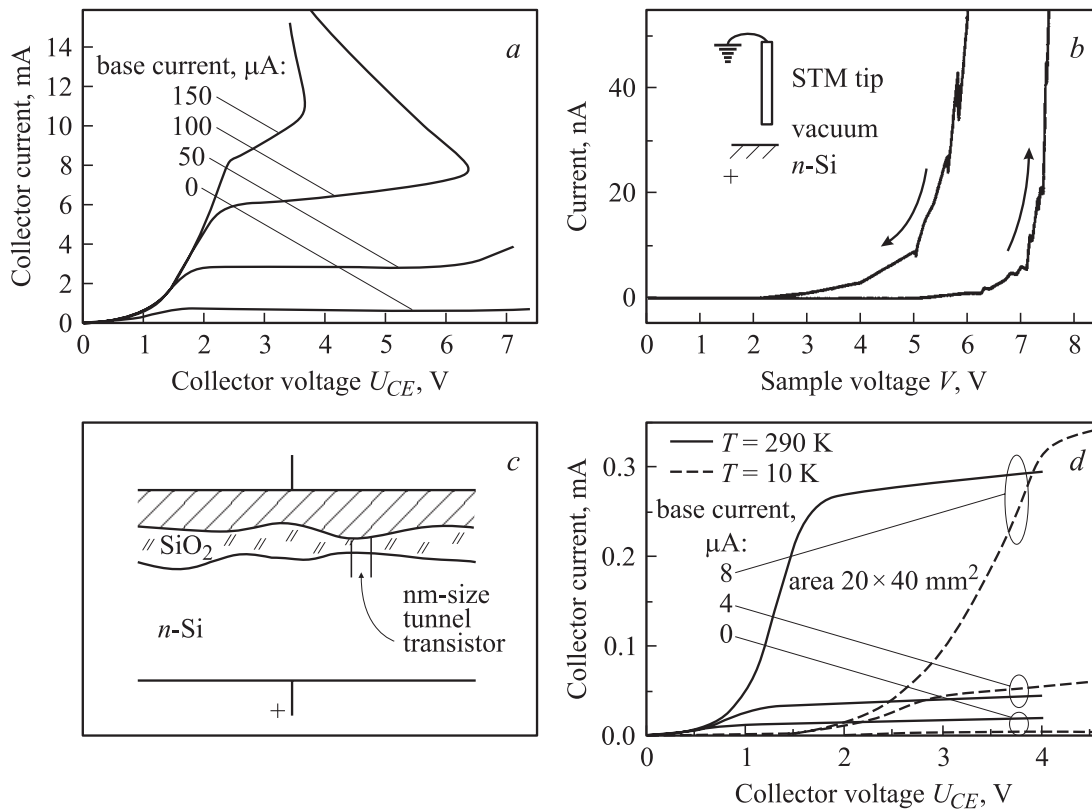 a
Collector current, mA
14
12
10
8
6
4
2
0
base current, μA:
150
100
50
0
0 1 2 3 4 5 6 7
Collector voltage U_CE, V
b
Current, nA
40
20
0
STM tip
vacuum
n-Si
+
0 1 2 3 4 5 6 7 8
Sample voltage V, V
c
SiO₂
n-Si
nm-size
tunnel
transistor
+
d
Collector current, mA
0.3
0.2
0.1
0.0
T = 290 K
T = 10 K
base current,
μA:
8
4
0
area 20 × 40 mm²
0 1 2 3 4
Collector voltage U_CE, V